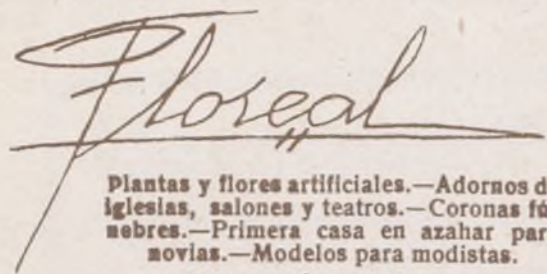 Floreal
Plantas y flores artificiales.—Adornos d
iglesias, salones y teatros.—Coronas fú
nebres.—Primera casa en azahar par
novias.—Modelos para modistas.